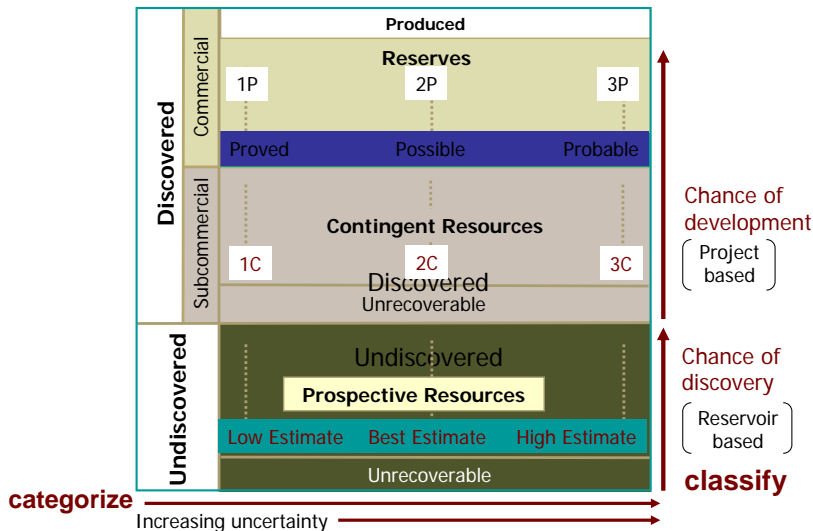 Produced
Reserves
1P 2P 3P
Proved Possible Probable
Commercial
Discovered
Contingent Resources
1C 2C 3C
Discovered
Unrecoverable
Subcommercial
Chance of
development
Project
based
Undiscovered
Undiscovered
Prospective Resources
Low Estimate Best Estimate High Estimate
Unrecoverable
Chance of
discovery
Reservoir
based
classify
categorize
Increasing uncertainty